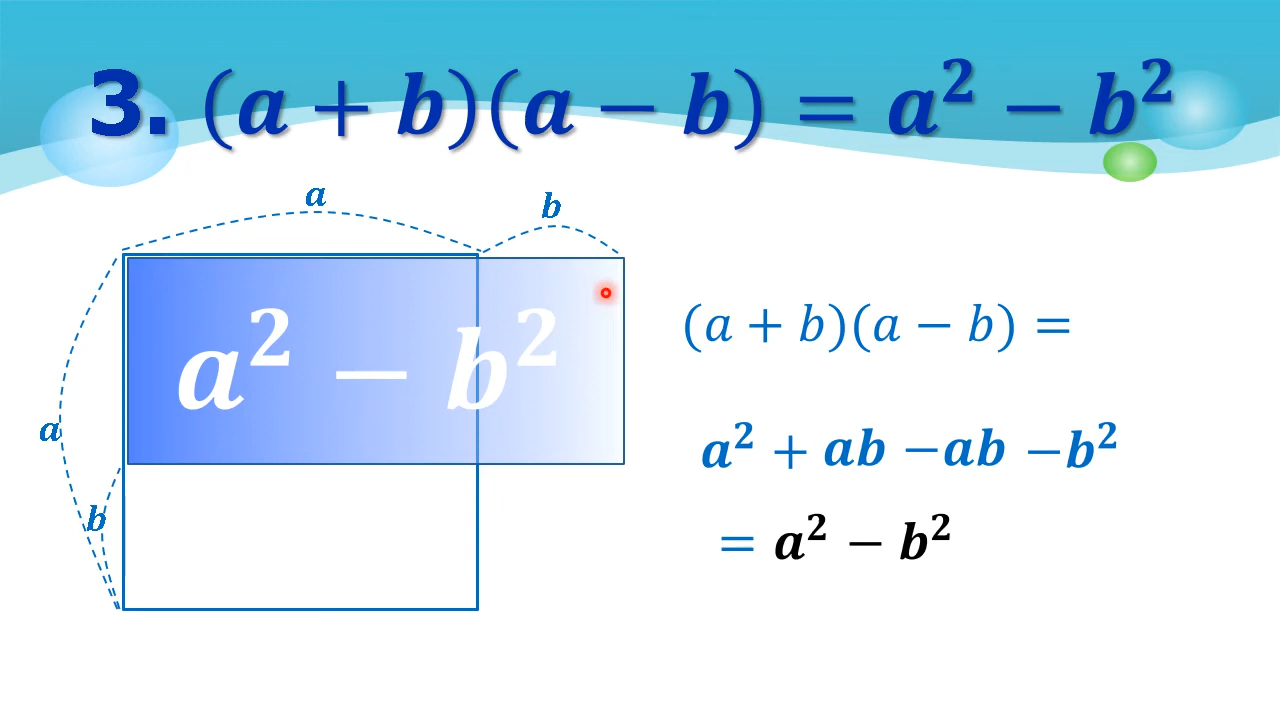 3. (a + b)(a − b) = a² − b²
a
b
a² − b²
(a + b)(a − b) =
a
a² + ab −ab −b²
b
= a² − b²